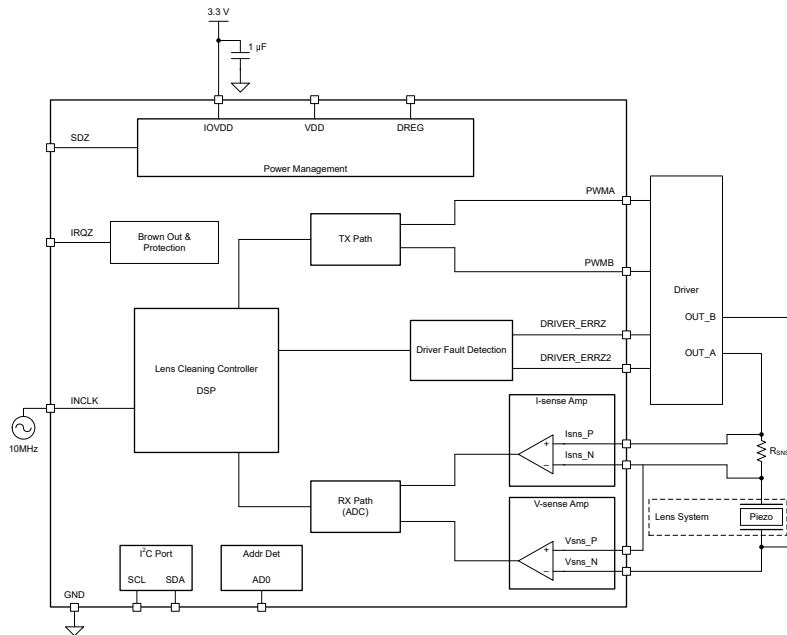 3.3 V
1 µF
SDZ
IOVDD
VDD
DREG
Power Management
PWMA
IRQZ
Brown Out &
Protection
TX Path
PWMB
Driver
OUT_B
OUT_A
DRIVER_ERRZ
Lens Cleaning Controller
DSP
Driver Fault Detection
DRIVER_ERRZ2
INCLK
10MHz
I-sense Amp
Isns_P
+
Isns_N
–
RSNS
RX Path
(ADC)
V-sense Amp
Lens System
Piezo
Vsns_P
+
Vsns_N
–
I2C Port
SCL
SDA
Addr Det
AD0
GND